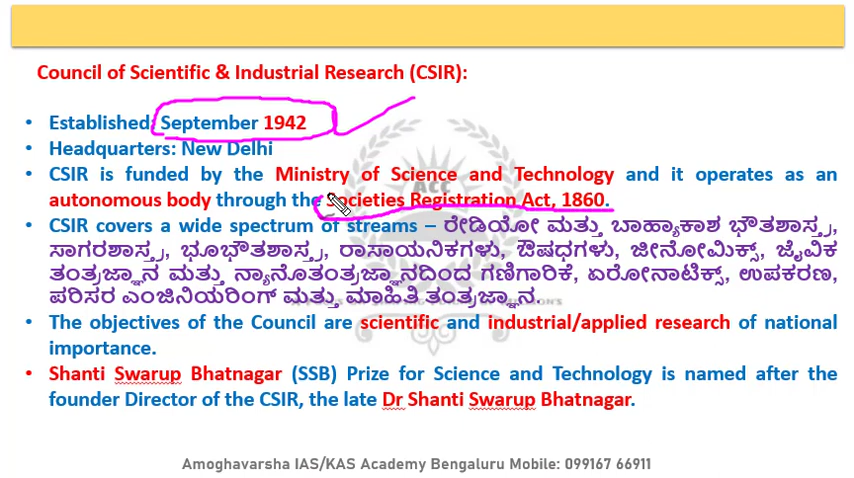 Council of Scientific & Industrial Research (CSIR):
• Established: September 1942
• Headquarters: New Delhi
• CSIR is funded by the Ministry of Science and Technology and it operates as an
autonomous body through the Societies Registration Act, 1860.
• CSIR covers a wide spectrum of streams – ರೇಡಿಯೋ ಮತ್ತು ಬಾಹ್ಯಾಕಾಶ ಭೌತಶಾಸ್ತ್ರ,
ಸಾಗರಶಾಸ್ತ್ರ, ಭೂಭೌತಶಾಸ್ತ್ರ, ರಾಸಾಯನಿಕಗಳು, ಔಷಧಗಳು, ಜೀನೋಮಿಕ್ಸ್, ಜೈವಿಕ
ತಂತ್ರಜ್ಞಾನ ಮತ್ತು ನ್ಯಾನೊತಂತ್ರಜ್ಞಾನದಿಂದ ಗಣಿಗಾರಿಕೆ, ಏರೋನಾಟಿಕ್ಸ್, ಉಪಕರಣ,
ಪರಿಸರ ಎಂಜಿನಿಯರಿಂಗ್ ಮತ್ತು ಮಾಹಿತಿ ತಂತ್ರಜ್ಞಾನ.
• The objectives of the Council are scientific and industrial/applied research of national
importance.
• Shanti Swarup Bhatnagar (SSB) Prize for Science and Technology is named after the
founder Director of the CSIR, the late Dr Shanti Swarup Bhatnagar.
ACC
Amoghavarsha IAS/KAS Academy Bengaluru Mobile: 099167 66911